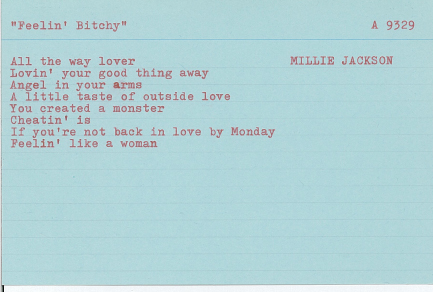 "Feelin' Bitchy" A 9329
All the way lover MILLIE JACKSON
Lovin' your good thing away
Angel in your arms
A little taste of outside love
You created a monster
Cheatin' is
If you're not back in love by Monday
Feelin' like a woman